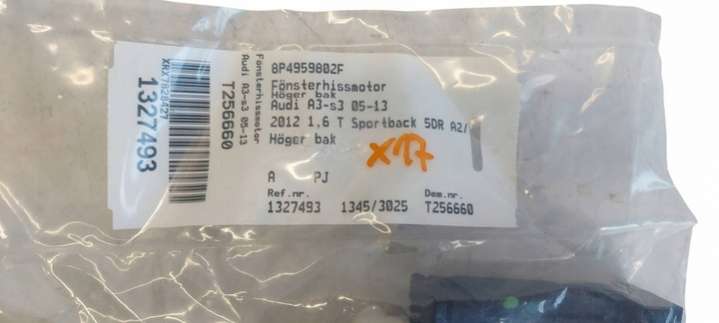 8P4959802F
Fönsterhissmotor
Höger bak
Audi A3-s3 05-13
2012 1.6 T Sportback 5DR A2/
Höger bak
X17
A PJ
Ref.nr. Dem.nr.
1327493 1345/3025 T256660
Fönsterhissmotor
Audi A3-s3 05-13
T256660
1327493